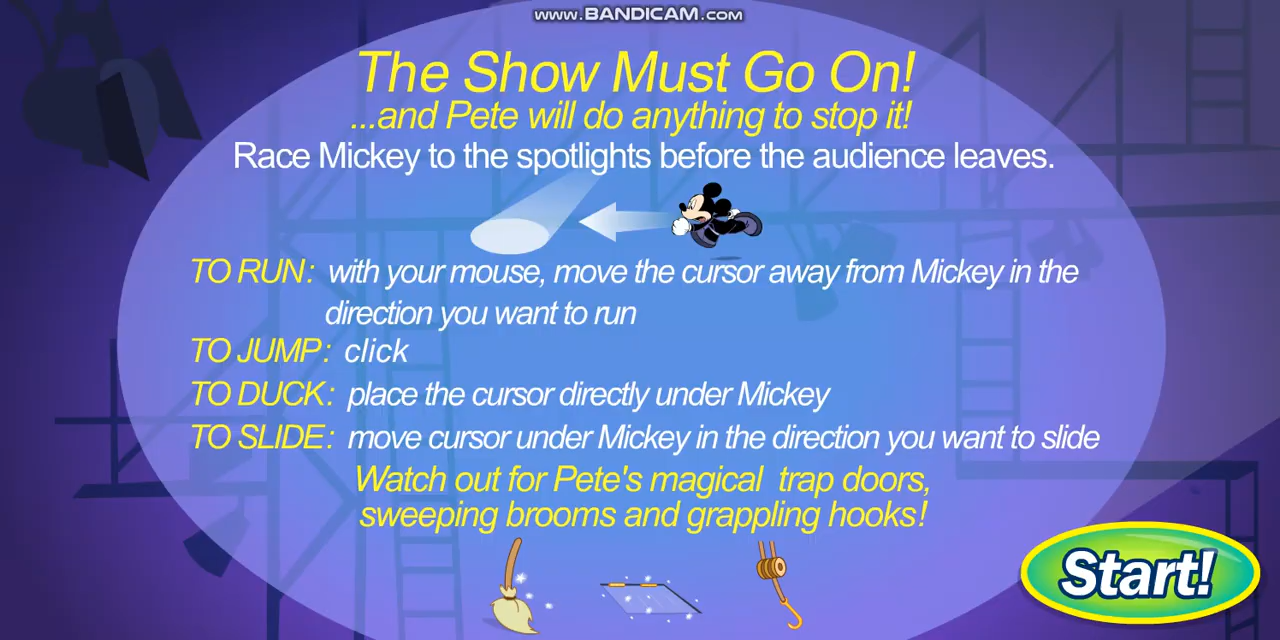 www.BANDICAM.com
The Show Must Go On!
...and Pete will do anything to stop it!
Race Mickey to the spotlights before the audience leaves.
TO RUN: with your mouse, move the cursor away from Mickey in the
direction you want to run
TO JUMP: click
TO DUCK: place the cursor directly under Mickey
TO SLIDE: move cursor under Mickey in the direction you want to slide
Watch out for Pete's magical trap doors,
sweeping brooms and grappling hooks!
Start!